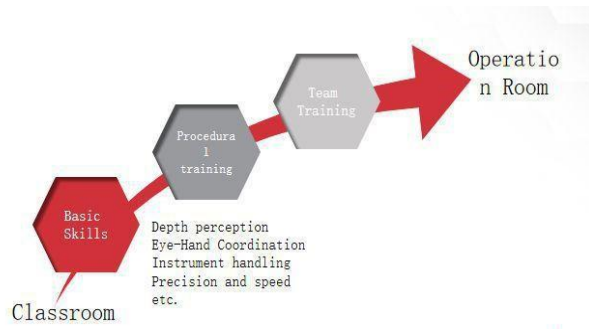 Operatio
n Room
Team
Training
Procedura
l
training
Basic
Skills
Depth perception
Eye-Hand Coordination
Instrument handling
Precision and speed
etc.
Classroom